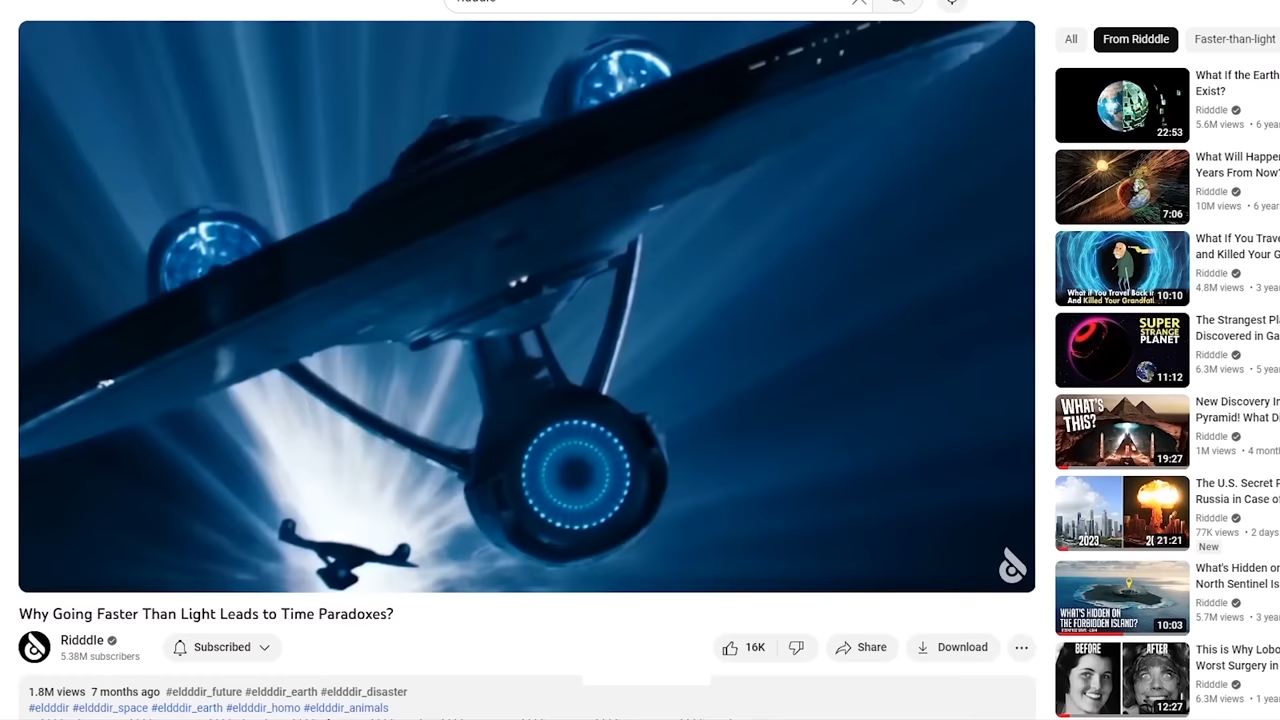 All
From Ridddle
Faster-than-light
What If the Earth
Exist?
Ridddle
5.6M views • 6 year
22:53
What Will Happen
Years From Now?
Ridddle
10M views • 6 year
7:06
What If You Trave
and Killed Your G
Ridddle
4.8M views • 3 year
What If You Travel Back
And Killed Your Grandfat
10:10
The Strangest Pl
Discovered in Ga
Ridddle
6.3M views • 5 year
SUPER
STRANGE
PLANET
11:12
New Discovery In
Pyramid! What Di
Ridddle
1M views • 4 month
WHAT'S
THIS?
19:27
The U.S. Secret P
Russia in Case of
Ridddle
77K views • 2 days
New
2023
21:21
What's Hidden on
North Sentinel Is
Ridddle
5.7M views • 3 year
WHAT'S HIDDEN ON
THE FORBIDDEN ISLAND?
10:03
This is Why Lobo
Worst Surgery in
Ridddle
6.3M views • 1 year
BEFORE
AFTER
12:27
Why Going Faster Than Light Leads to Time Paradoxes?
Ridddle
5.38M subscribers
Subscribed
16K
Share
Download
1.8M views 7 months ago #eldddir_future #eldddir_earth #eldddir_disaster
#eldddir #eldddir_space #eldddir_earth #eldddir_homo #eldddir_animals